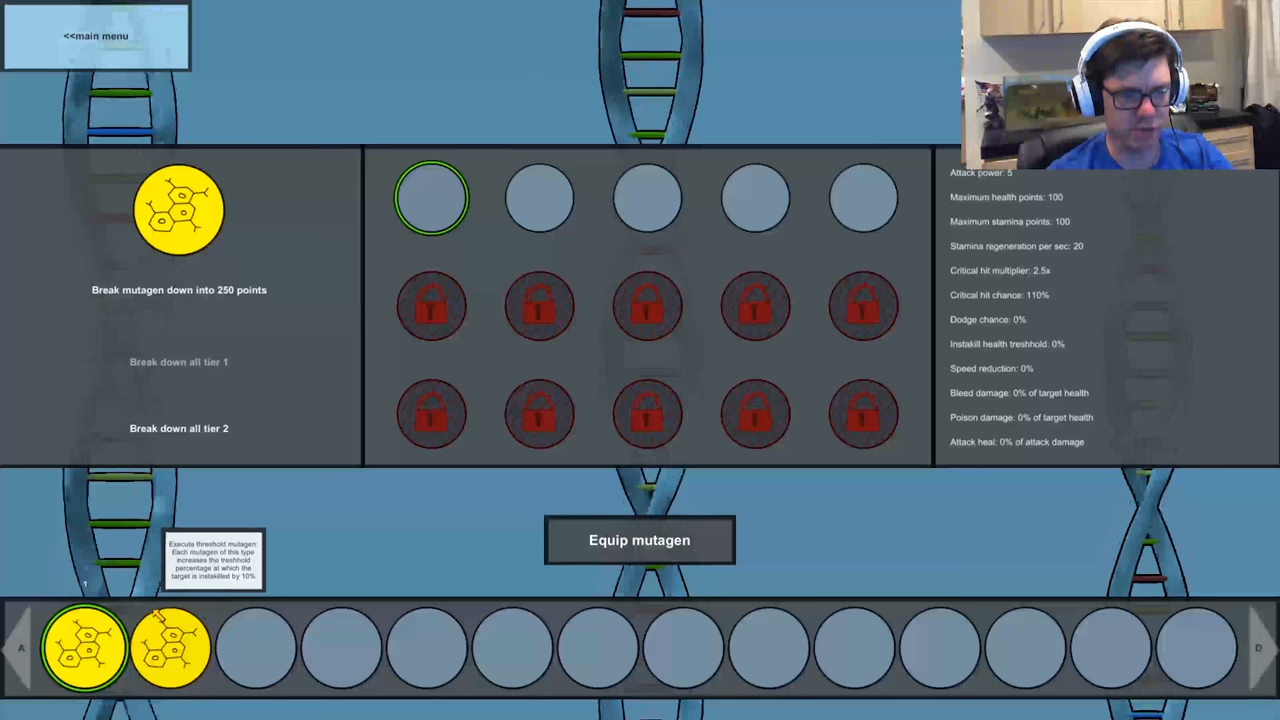 <<main menu
Break mutagen down into 250 points
Break down all tier 1
Break down all tier 2
Attack power: 5
Maximum health points: 100
Maximum stamina points: 100
Stamina regeneration per sec: 20
Critical hit multiplier: 2.5x
Critical hit chance: 110%
Dodge chance: 0%
Instakill health treshhold: 0%
Speed reduction: 0%
Bleed damage: 0% of target health
Poison damage: 0% of target health
Attack heal: 0% of attack damage
Equip mutagen
Execute threshold mutagen:
Each mutagen of this type
increases the treshhold
percentage at which the
target is instakilled by 10%
1
A
D